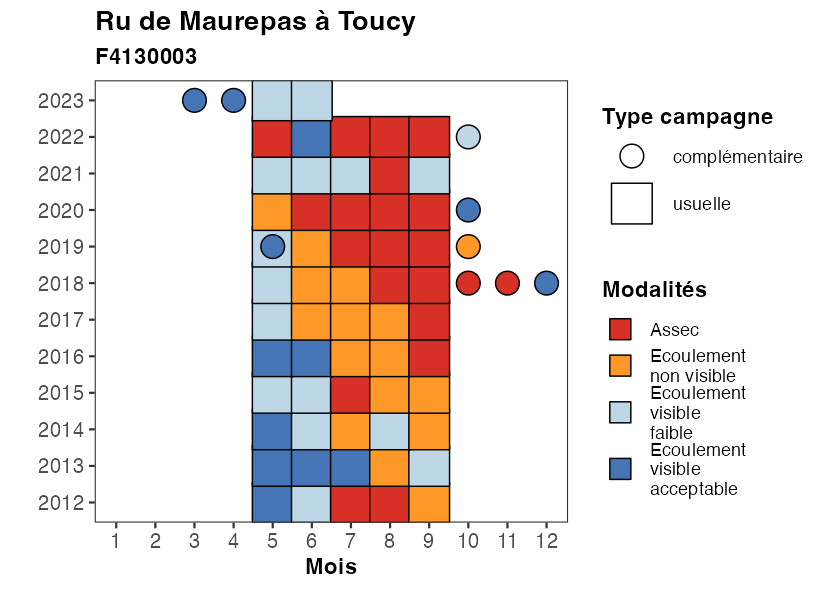 Ru de Maurepas à Toucy
F4130003
2023
2022
2021
2020
2019
2018
2017
2016
2015
2014
2013
2012
1 2 3 4 5 6 7 8 9 10 11 12
Mois
Type campagne
complémentaire
usuelle
Modalités
Assec
Ecoulement
non visible
Ecoulement
visible
faible
Ecoulement
visible
acceptable